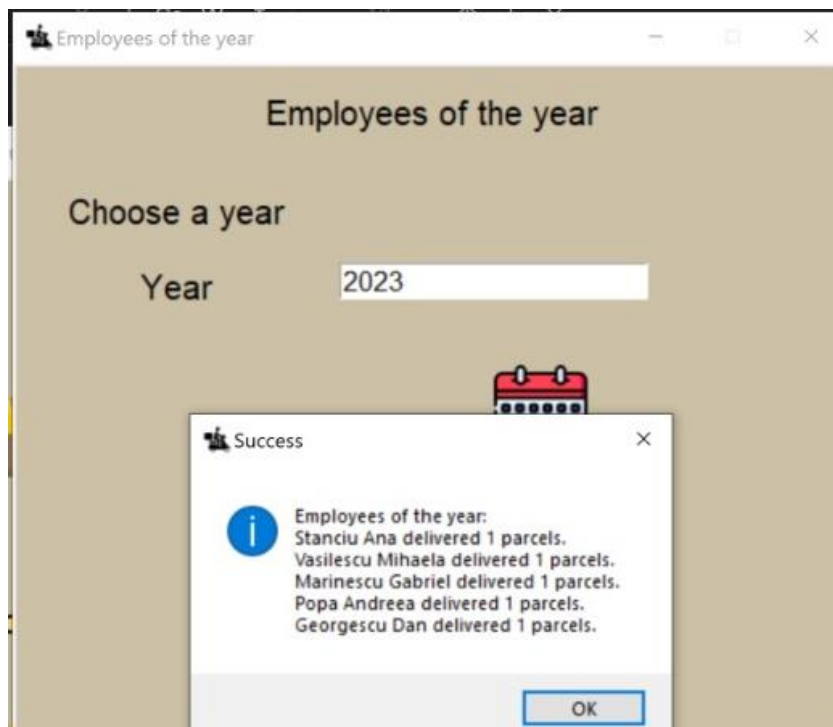 Employees of the year
Employees of the year
Choose a year
Year 2023
Success
Employees of the year:
Stanciu Ana delivered 1 parcels.
Vasilescu Mihaela delivered 1 parcels.
Marinescu Gabriel delivered 1 parcels.
Popa Andreea delivered 1 parcels.
Georgescu Dan delivered 1 parcels.
OK